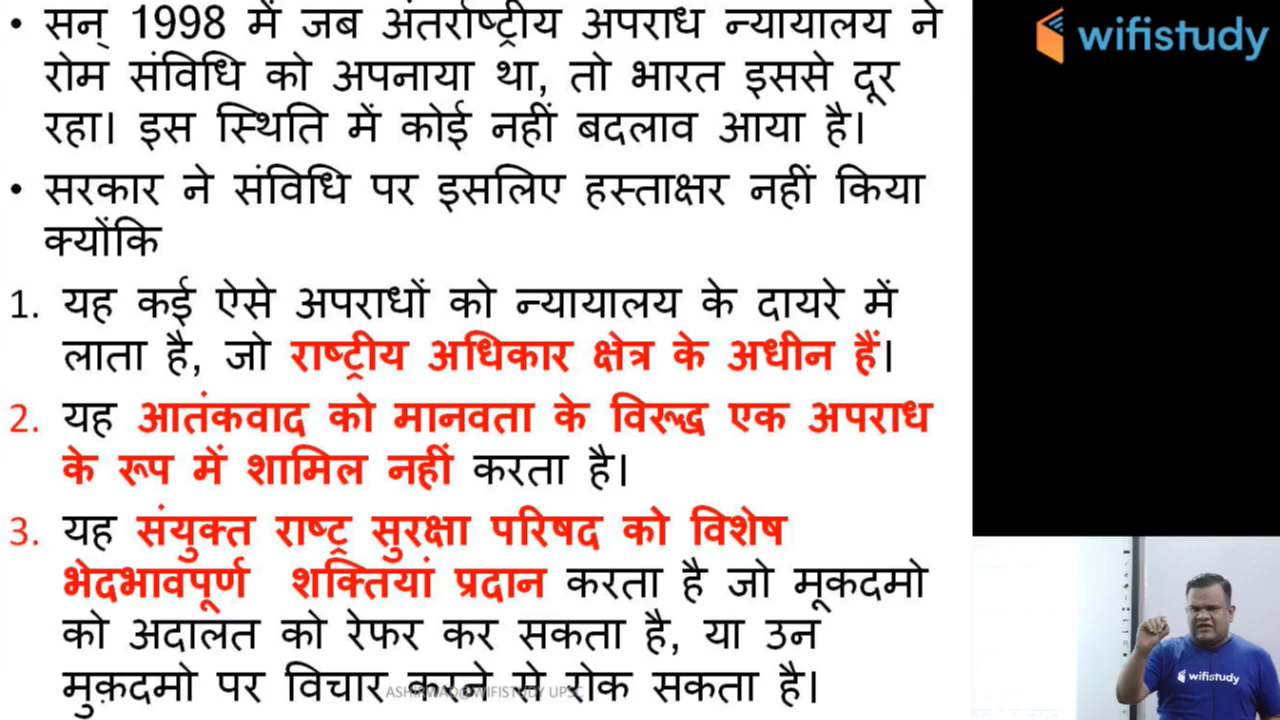 • सन् 1998 में जब अंतर्राष्ट्रीय अपराध न्यायालय ने
रोम संविधि को अपनाया था, तो भारत इससे दूर
रहा। इस स्थिति में कोई नहीं बदलाव आया है।
• सरकार ने संविधि पर इसलिए हस्ताक्षर नहीं किया
क्योंकि
1. यह कई ऐसे अपराधों को न्यायालय के दायरे में
लाता है, जो राष्ट्रीय अधिकार क्षेत्र के अधीन हैं।
2. यह आतंकवाद को मानवता के विरूद्ध एक अपराध
के रूप में शामिल नहीं करता है।
3. यह संयुक्त राष्ट्र सुरक्षा परिषद को विशेष
भेदभावपूर्ण शक्तियां प्रदान करता है जो मूकदमो
को अदालत को रेफर कर सकता है, या उन
मुक़दमो पर विचार करने से रोक सकता है।
ASHIRWAD@WIFISTUDY UPSC
wifistudy
wifistudy